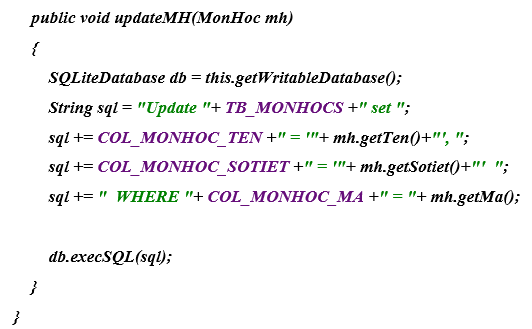 public void updateMH(MonHoc mh)
{
SQLiteDatabase db = this.getWritableDatabase();
String sql = "Update "+ TB_MONHOCS +" set ";
sql += COL_MONHOC_TEN +" = '"+ mh.getTen()+"', ";
sql += COL_MONHOC_SOTIET +" = '"+ mh.getSotiet()+"'  ";
sql += "  WHERE "+ COL_MONHOC_MA +" = "+ mh.getMa();
db.execSQL(sql);
}
}